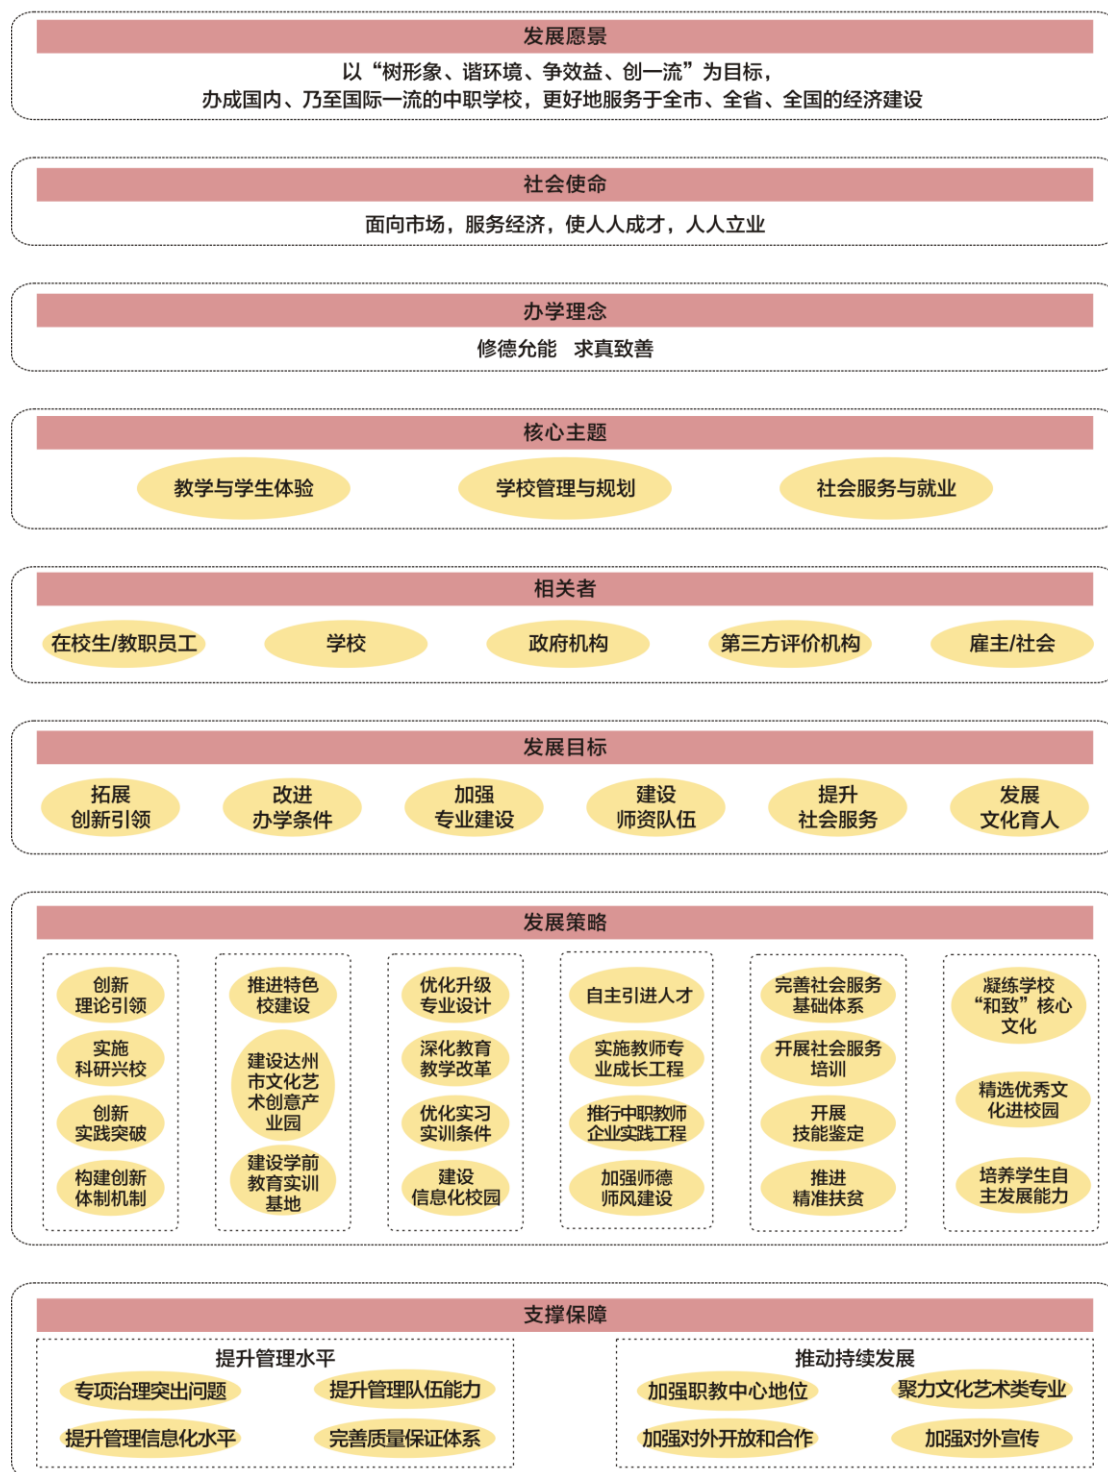 发展愿景
以“树形象、谐环境、争效益、创一流”为目标，
办成国内、乃至国际一流的中职学校，更好地服务于全市、全省、全国的经济建设
社会使命
面向市场，服务经济，使人人成才，人人立业
办学理念
修德允能 求真致善
核心主题
教学与学生体验
学校管理与规划
社会服务与就业
相关者
在校生/教职员工
学校
政府机构
第三方评价机构
雇主/社会
发展目标
拓展
创新引领
改进
办学条件
加强
专业建设
建设
师资队伍
提升
社会服务
发展
文化育人
发展策略
创新
理论引领
实施
科研兴校
创新
实践突破
构建创新
体制机制
推进特色
校建设
建设达州
市文化艺
术创意产
业园
建设学前
教育实训
基地
优化升级
专业设计
深化教育
教学改革
优化实习
实训条件
建设
信息化校园
自主引进人才
实施教师专
业成长工程
推行中职教师
企业实践工程
加强师德
师风建设
完善社会服务
基础体系
开展社会服务
培训
开展
技能鉴定
推进
精准扶贫
凝练学校
“和致”核心
文化
精选优秀文
化进校园
培养学生自
主发展能力
支撑保障
提升管理水平
专项治理突出问题
提升管理队伍能力
提升管理信息化水平
完善质量保证体系
推动持续发展
加强职教中心地位
聚力文化艺术类专业
加强对外开放和合作
加强对外宣传